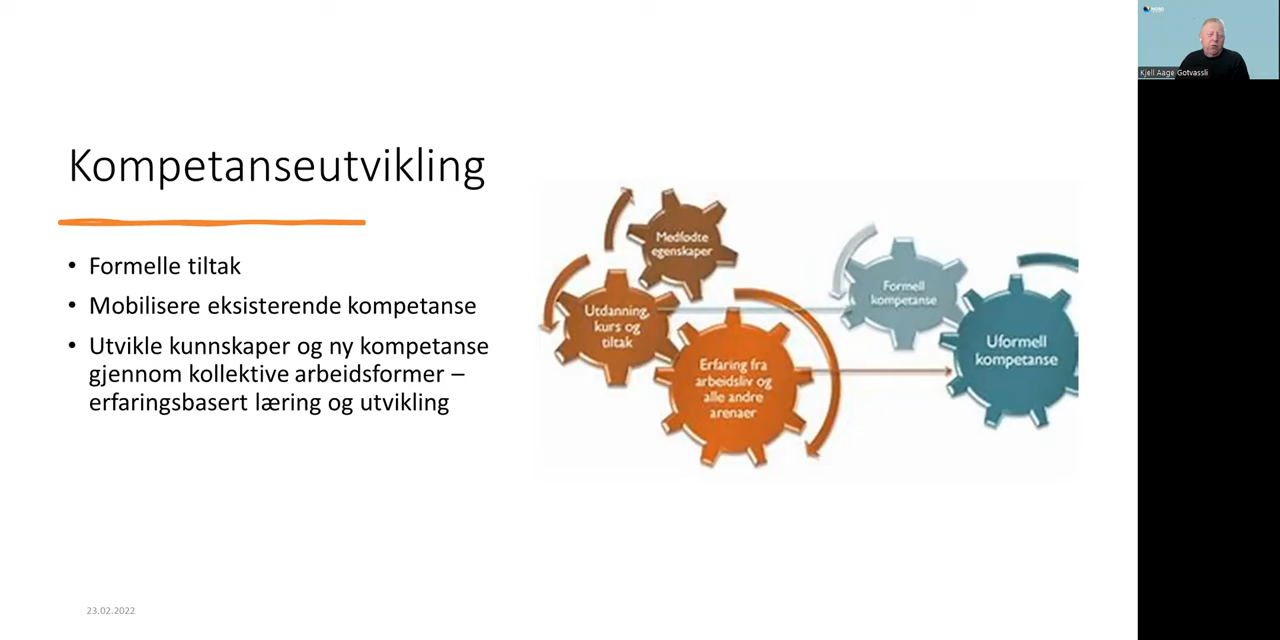 Kompetanseutvikling
• Formelle tiltak
• Mobilisere eksisterende kompetanse
• Utvikle kunnskaper og ny kompetanse
gjennom kollektive arbeidsformer –
erfaringsbasert læring og utvikling
Medfødte
egenskaper
Utdanning,
kurs og
tiltak
Erfaring fra
arbeidsliv og
alle andre
arenaer
Formell
kompetanse
Uformell
kompetanse
23.02.2022
NORD
Kjell Aage Gotvassli